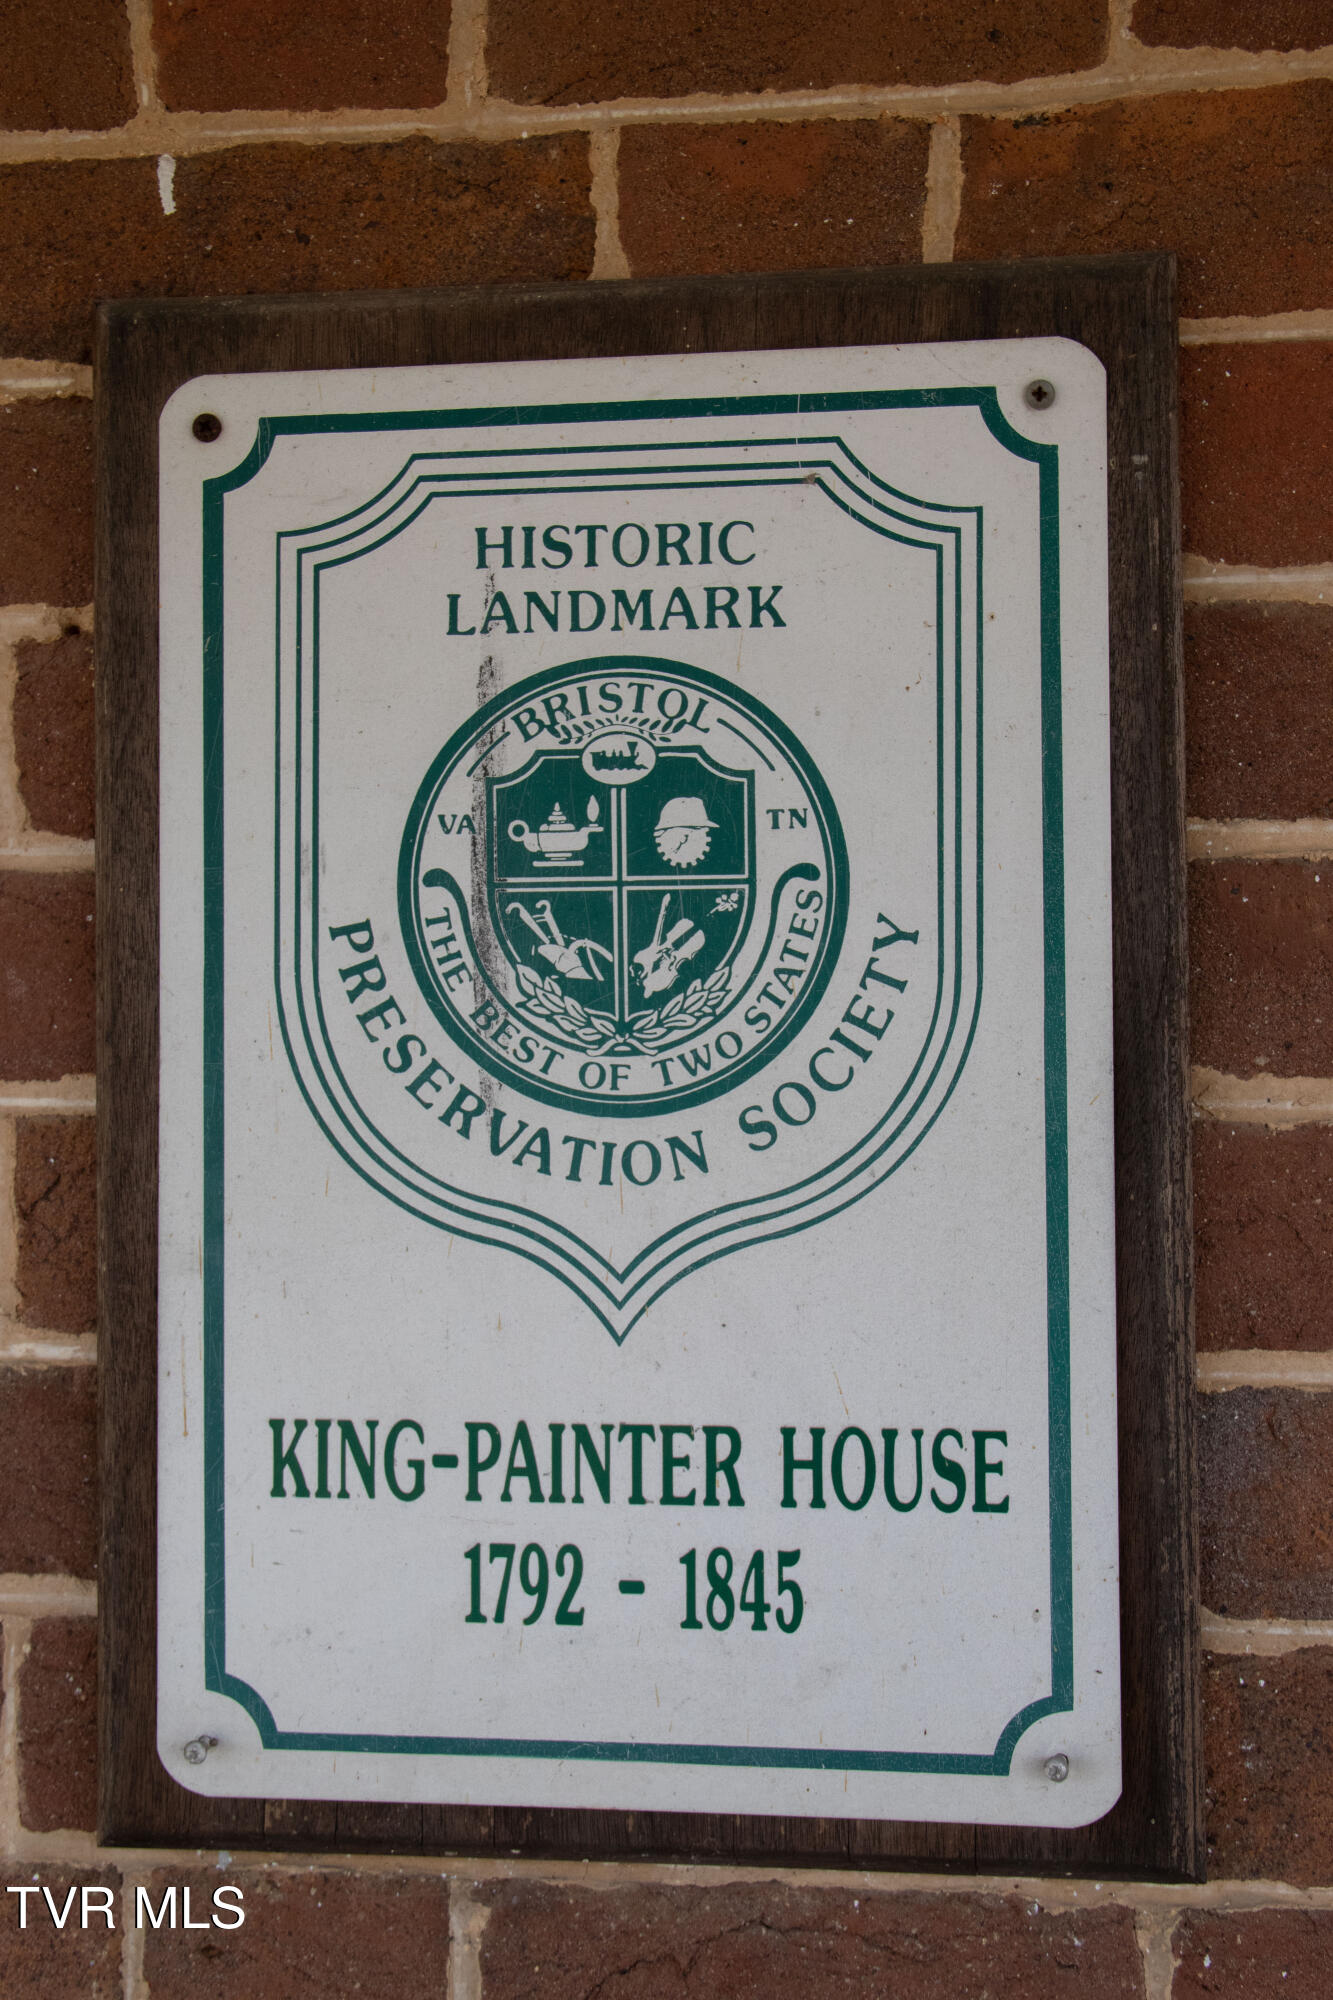 HISTORIC
LANDMARK
BRISTOL
VA
TN
THE BEST OF TWO STATES
PRESERVATION SOCIETY
KING-PAINTER HOUSE
1792 - 1845
TVR MLS